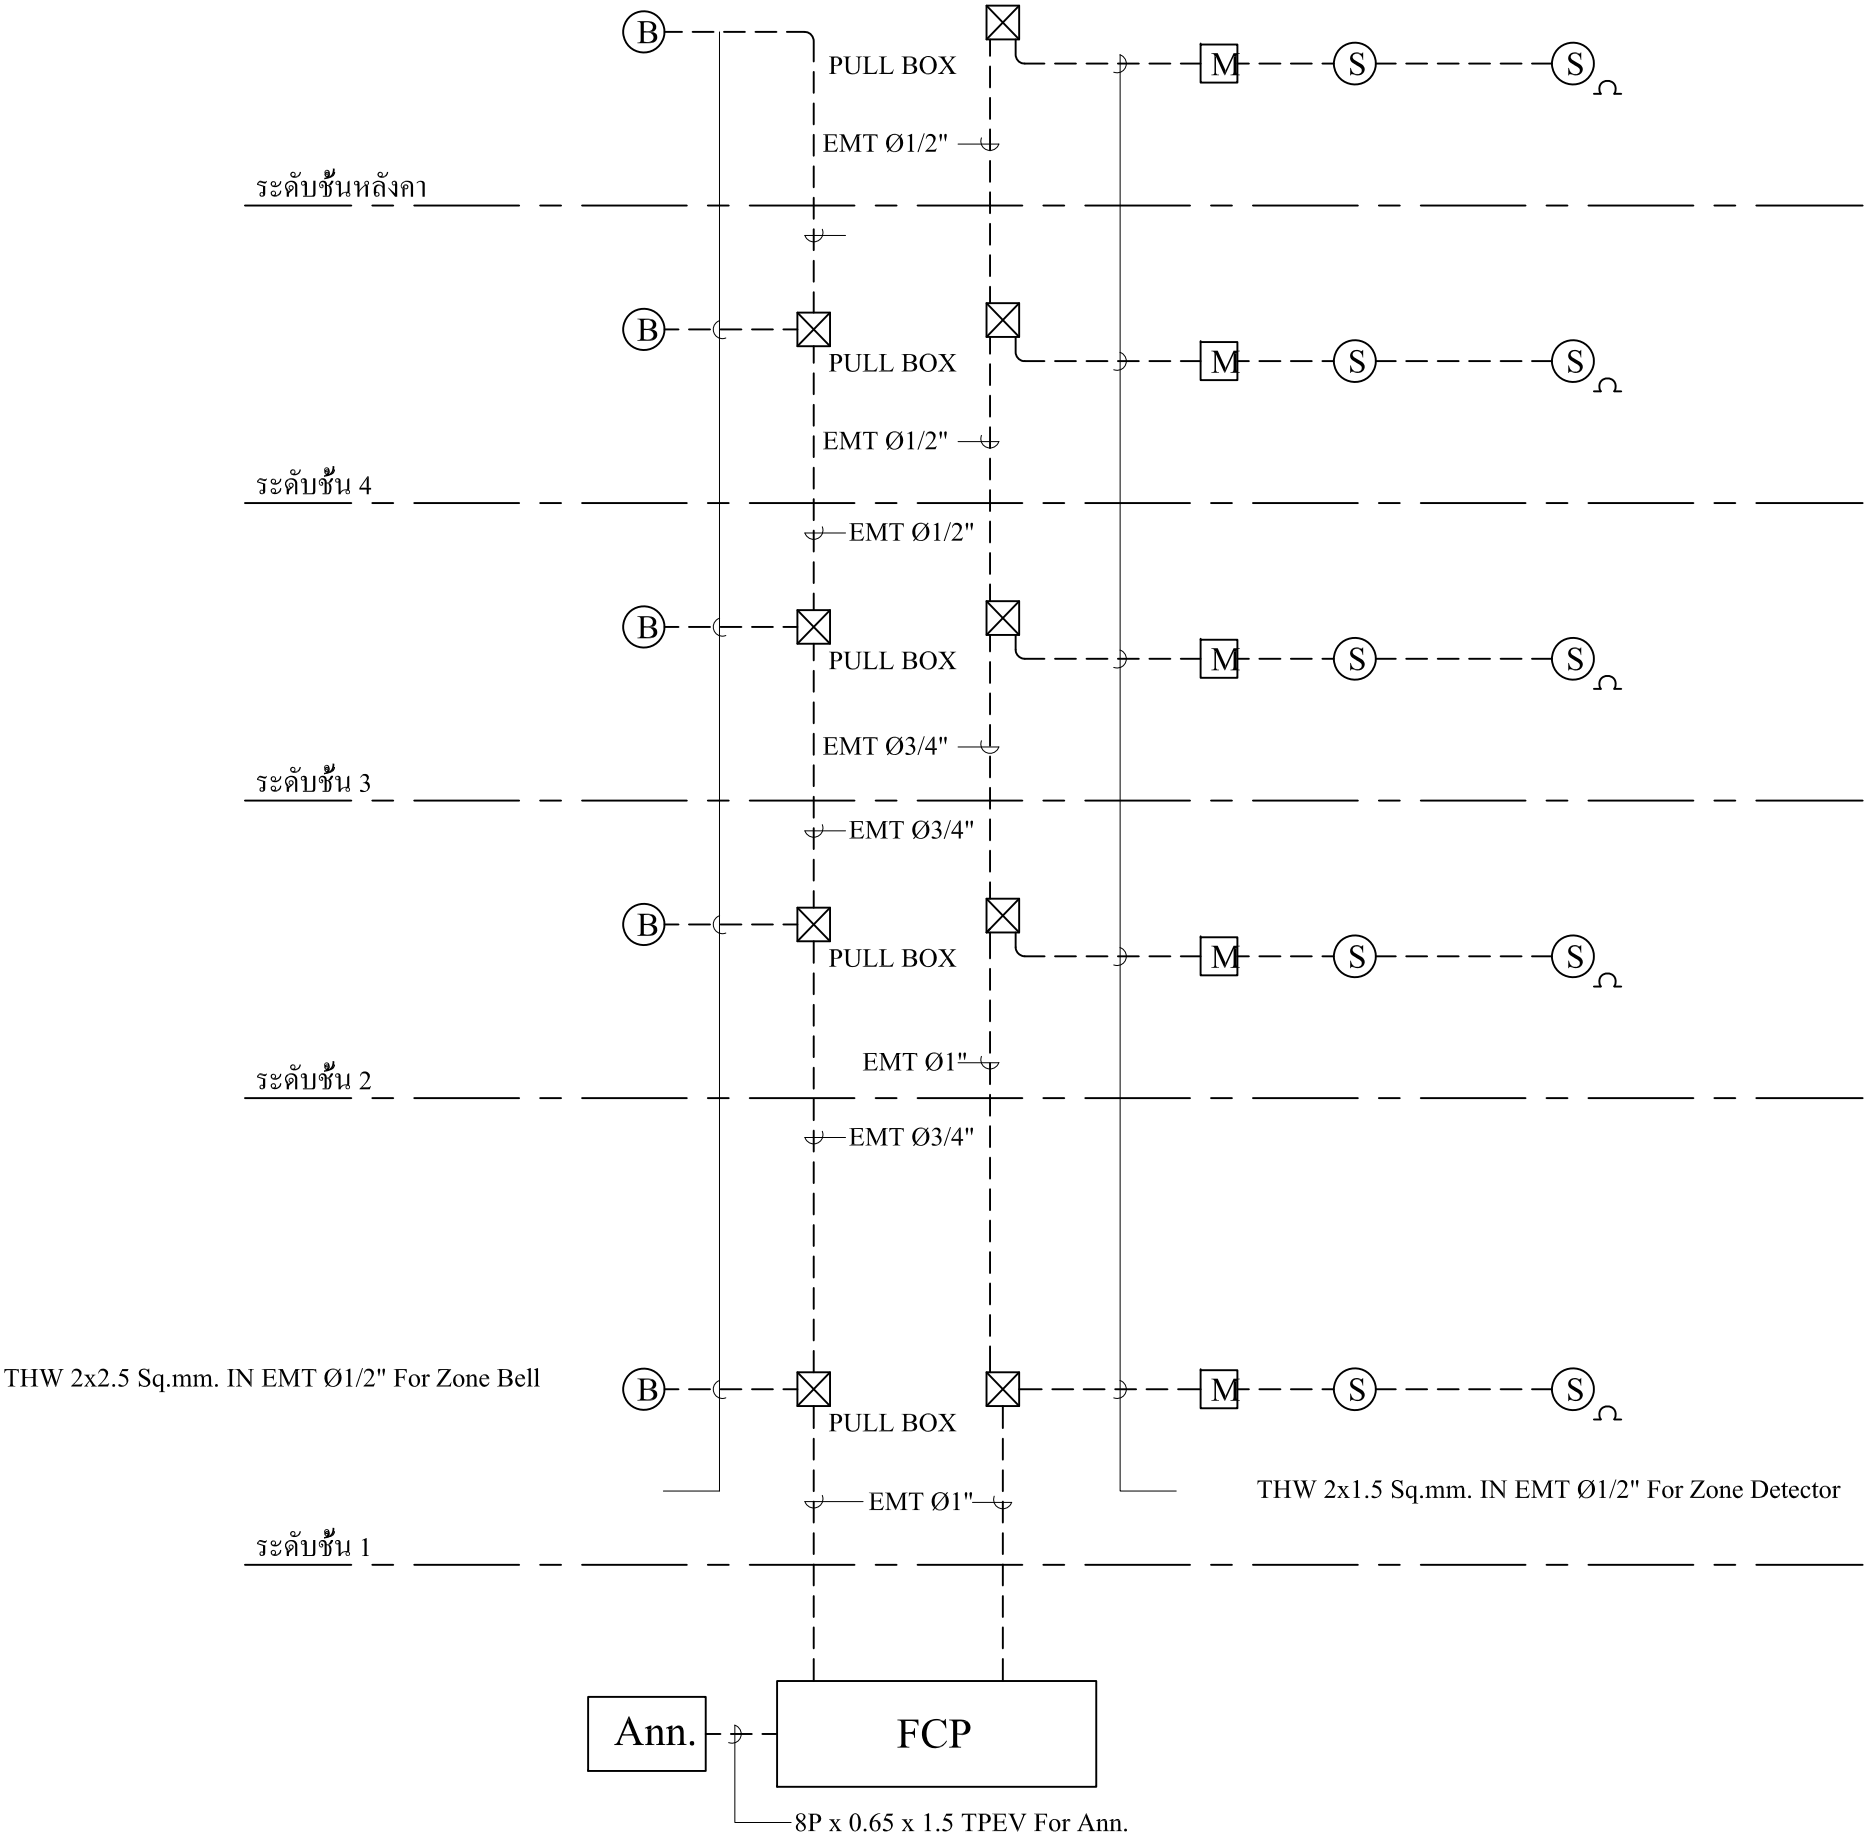 B
PULL BOX
M
S
S
EMT Ø1/2"
ระดับชั้นหลังคา
B
PULL BOX
M
S
S
EMT Ø1/2"
ระดับชั้น 4
EMT Ø1/2"
B
PULL BOX
M
S
S
EMT Ø3/4"
ระดับชั้น 3
EMT Ø3/4"
B
PULL BOX
M
S
S
EMT Ø1"
ระดับชั้น 2
EMT Ø3/4"
THW 2x2.5 Sq.mm. IN EMT Ø1/2" For Zone Bell
B
PULL BOX
M
S
S
EMT Ø1"
THW 2x1.5 Sq.mm. IN EMT Ø1/2" For Zone Detector
ระดับชั้น 1
Ann.
FCP
8P x 0.65 x 1.5 TPEV For Ann.